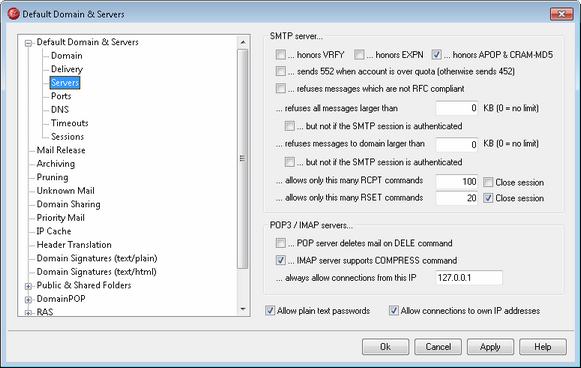 Default Domain & Servers
Default Domain & Servers
Domain
Delivery
Servers
Ports
DNS
Timeouts
Sessions
Mail Release
Archiving
Pruning
Unknown Mail
Domain Sharing
Priority Mail
IP Cache
Header Translation
Domain Signatures (text/plain)
Domain Signatures (text/html)
Public & Shared Folders
DomainPOP
RAS
SMTP server...
... honors VRFY ... honors EXPN ... honors APOP & CRAM-MD5
... sends 552 when account is over quota (otherwise sends 452)
... refuses messages which are not RFC compliant
... refuses all messages larger than 0 KB (0 = no limit)
... but not if the SMTP session is authenticated
... refuses messages to domain larger than 0 KB (0 = no limit)
... but not if the SMTP session is authenticated
... allows only this many RCPT commands 100 Close session
... allows only this many RSET commands 20 Close session
POP3 / IMAP servers...
... POP server deletes mail on DELE command
... IMAP server supports COMPRESS command
... always allow connections from this IP 127.0.0.1
Allow plain text passwords Allow connections to own IP addresses
Ok Cancel Apply Help